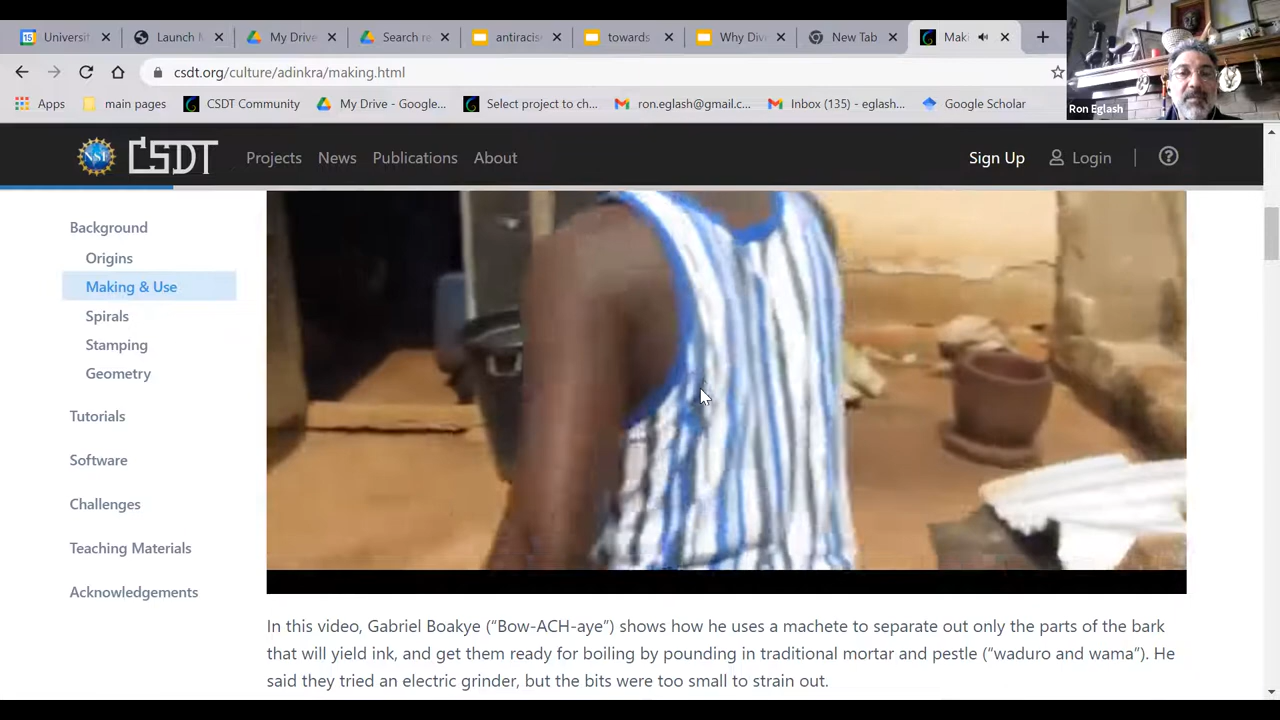 Universit
Launch M
My Drive
Search re
antiracis
towards
Why Div
New Tab
Maki
csdt.org/culture/adinkra/making.html
Apps
main pages
CSDT Community
My Drive - Google...
Select project to ch...
ron.eglash@gmail.c...
Inbox (135) - eglash...
Google Scholar
Ron Eglash
NSF
CSDT
Projects
News
Publications
About
Sign Up
Login
Background
Origins
Making & Use
Spirals
Stamping
Geometry
Tutorials
Software
Challenges
Teaching Materials
Acknowledgements
In this video, Gabriel Boakye (“Bow-ACH-aye”) shows how he uses a machete to separate out only the parts of the bark
that will yield ink, and get them ready for boiling by pounding in traditional mortar and pestle (“waduro and wama”). He
said they tried an electric grinder, but the bits were too small to strain out.